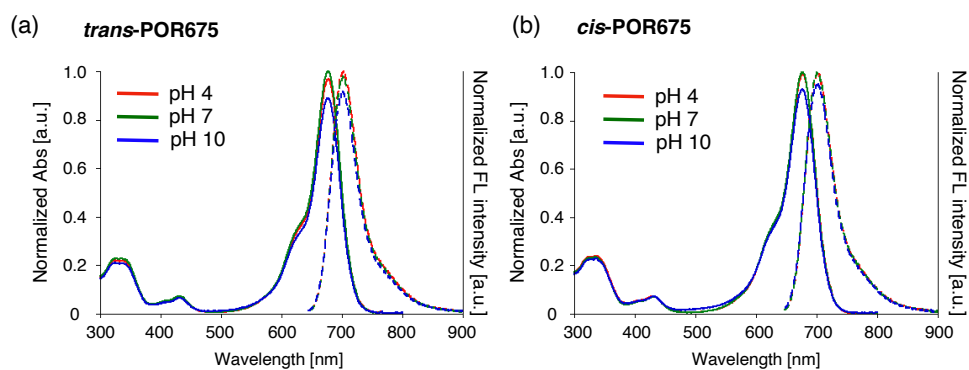 (a) trans-POR675
pH 4
pH 7
pH 10
Normalized Abs [a.u.]
1.0
0.8
0.6
0.4
0.2
0
300 400 500 600 700 800 900
Wavelength [nm]
Normalized FL intensity [a.u.]
(b) cis-POR675
pH 4
pH 7
pH 10
Normalized Abs [a.u.]
1.0
0.8
0.6
0.4
0.2
0
300 400 500 600 700 800 900
Wavelength [nm]
Normalized FL intensity [a.u.]